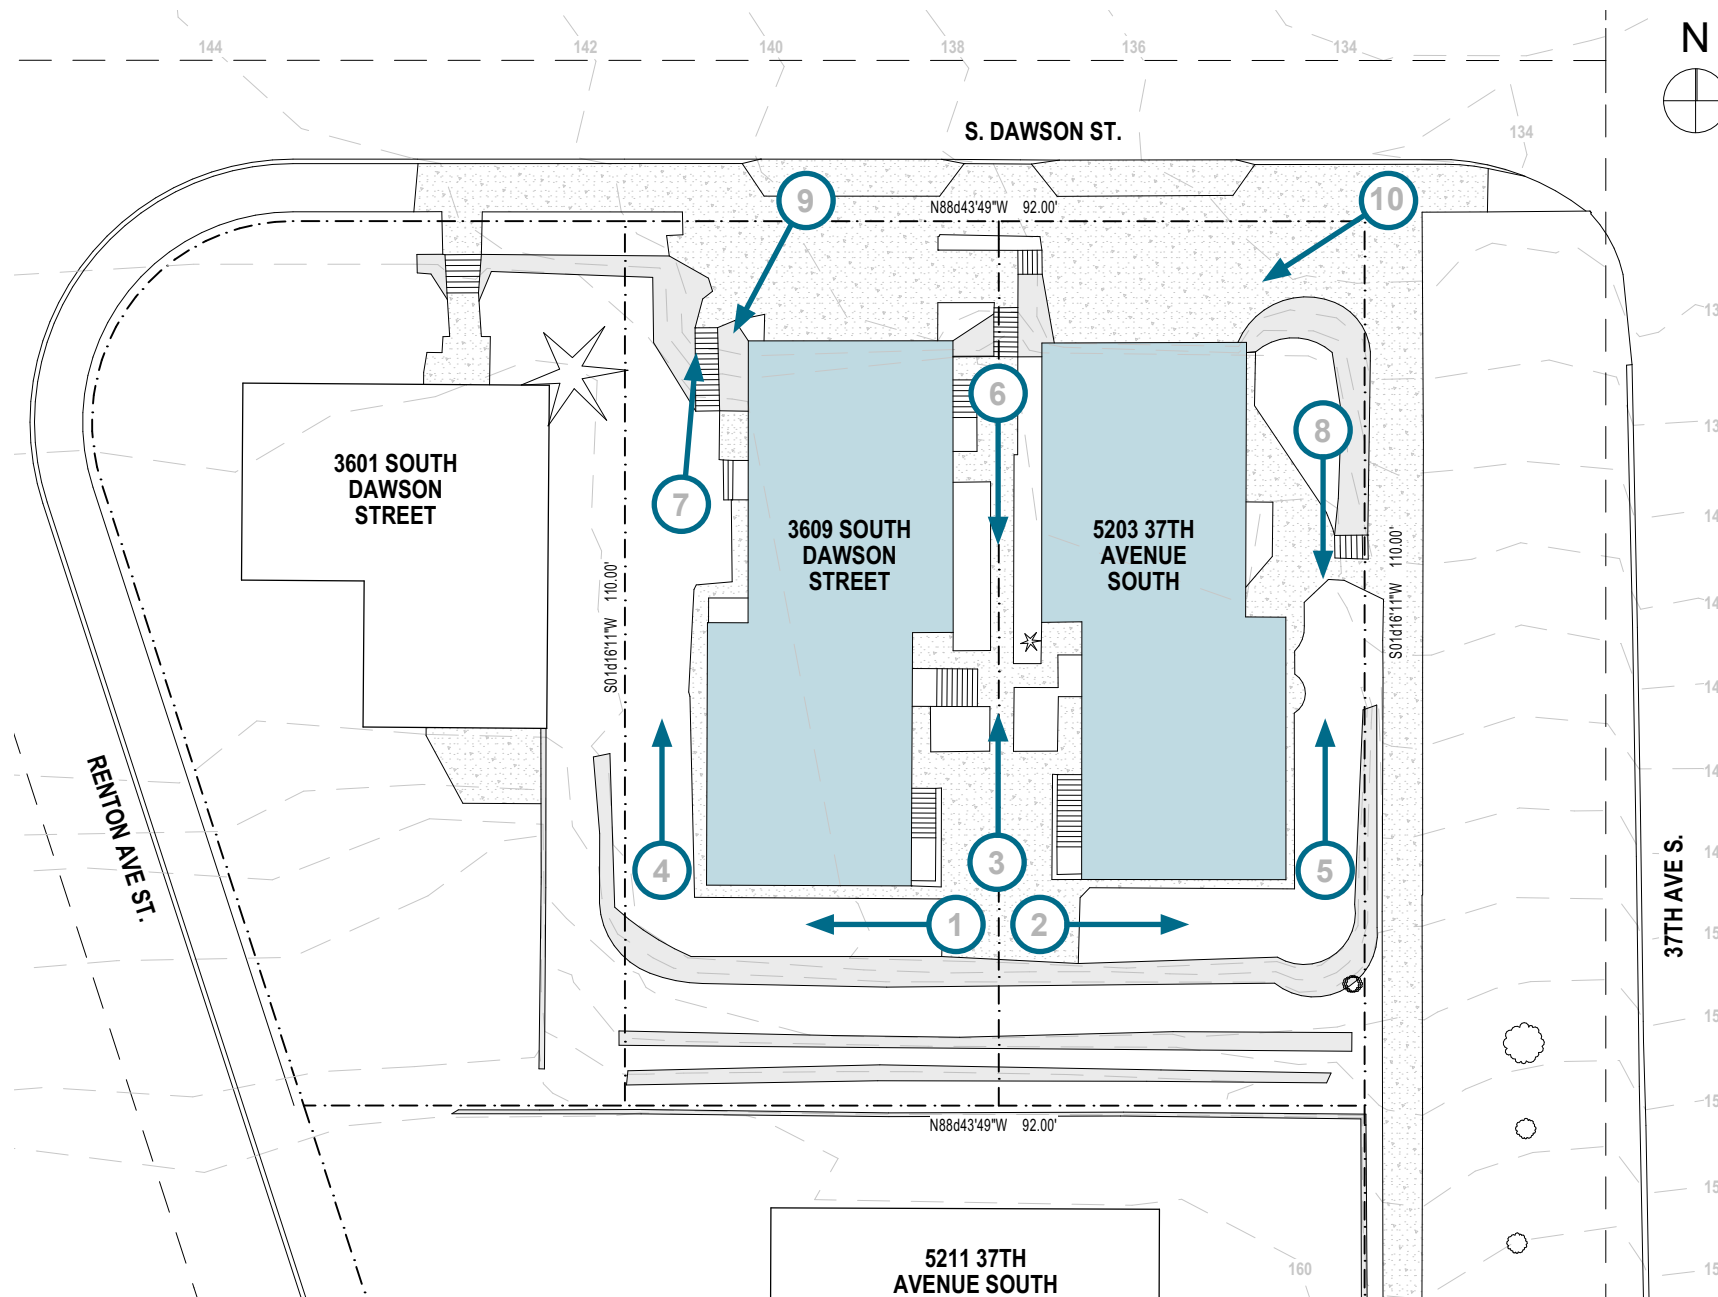 N
144
142
140
138
136
134
134
S. DAWSON ST.
9
10
N88d43'49"W 92.00'
6
8
3601 SOUTH
DAWSON
STREET
7
3609 SOUTH
DAWSON
STREET
5203 37TH
AVENUE
SOUTH
S01d16'11"W 110.00'
S01d16'11"W 110.00'
RENTON AVE ST.
4
3
5
1
2
37TH AVE S.
N88d43'49"W 92.00'
5211 37TH
AVENUE SOUTH
160